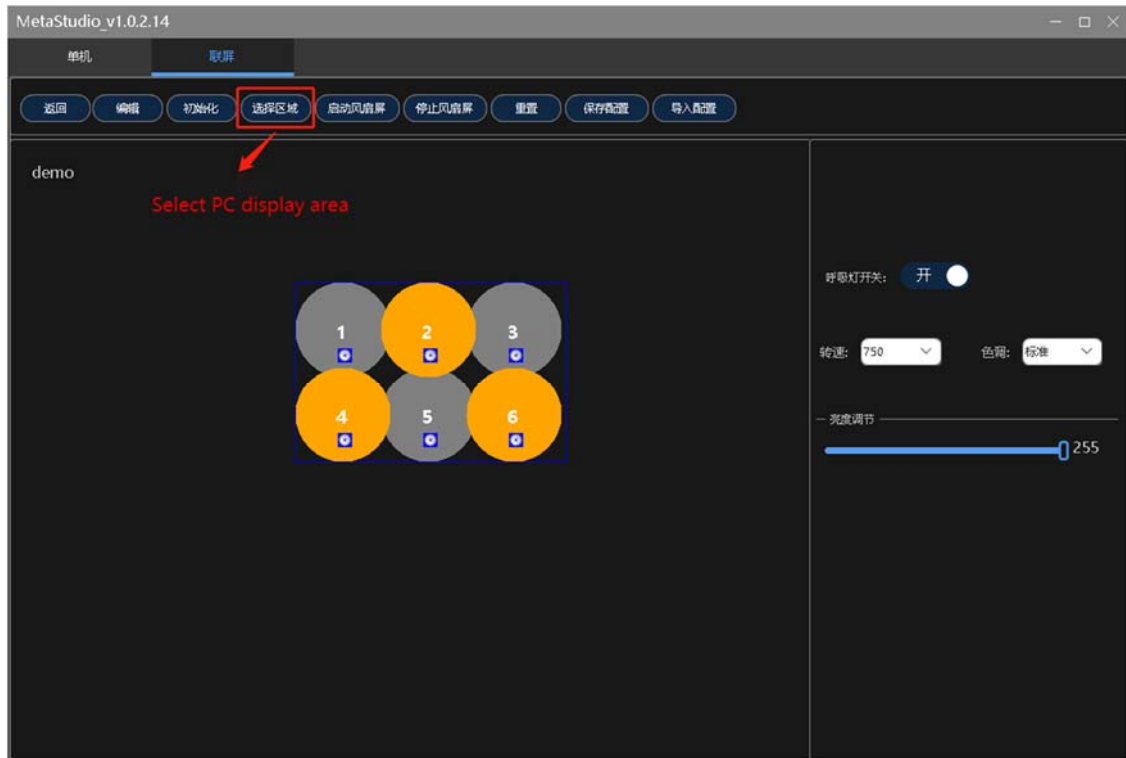 MetaStudio_v1.0.2.14
单机 联屏
返回 编辑 初始化 选择区域 启动风扇屏 停止风扇屏 重置 保存配置 导入配置
demo
Select PC display area
呼吸灯开关: 开
1 2 3
转速: 750 色调: 标准
4 5 6
亮度调节
255